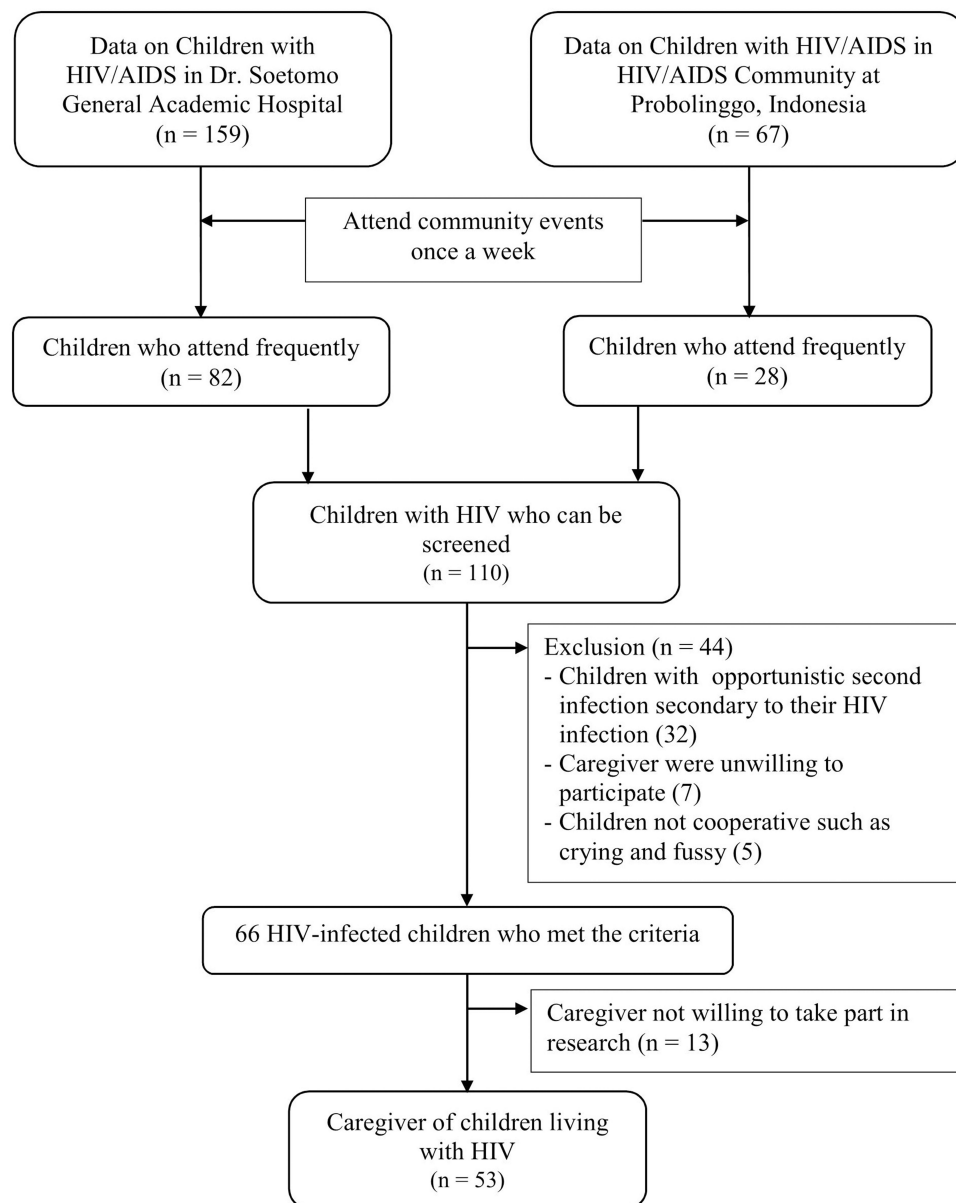 Data on Children with
HIV/AIDS in Dr. Soetomo
General Academic Hospital
(n = 159)
Data on Children with HIV/AIDS in
HIV/AIDS Community at
Probolinggo, Indonesia
(n = 67)
Attend community events
once a week
Children who attend frequently
(n = 82)
Children who attend frequently
(n = 28)
Children with HIV who can be
screened
(n = 110)
Exclusion (n = 44)
- Children with opportunistic second
infection secondary to their HIV
infection (32)
- Caregiver were unwilling to
participate (7)
- Children not cooperative such as
crying and fussy (5)
66 HIV-infected children who met the criteria
Caregiver not willing to take part in
research (n = 13)
Caregiver of children living
with HIV
(n = 53)